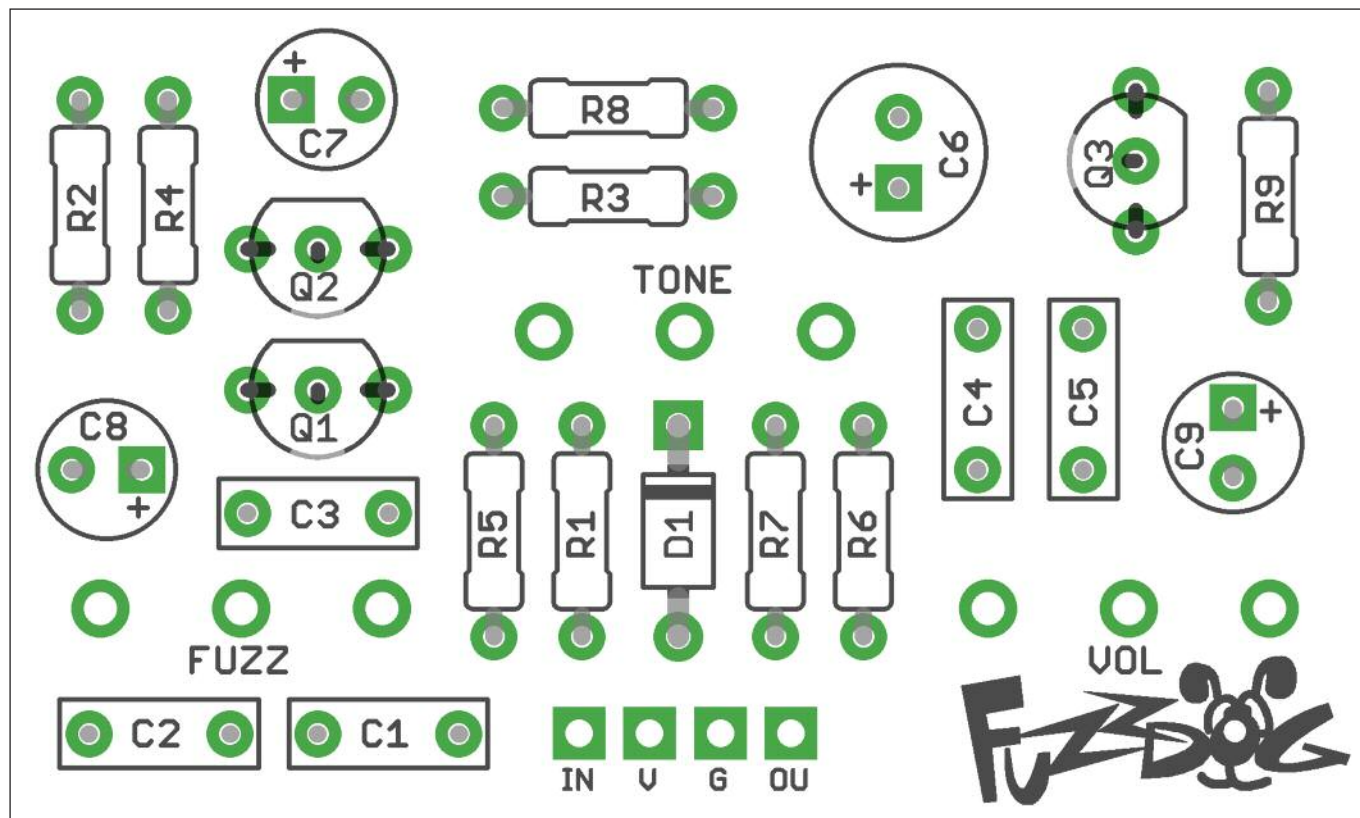 +
C7
R2
R4
R8
R3
+
C6
Q3
R9
Q2
TONE
Q1
C8
+
C3
R5
R1
D1
R7
R6
C4
C5
C9
+
FUZZ
VOL
C2
C1
IN V G OU
FUZZDOG